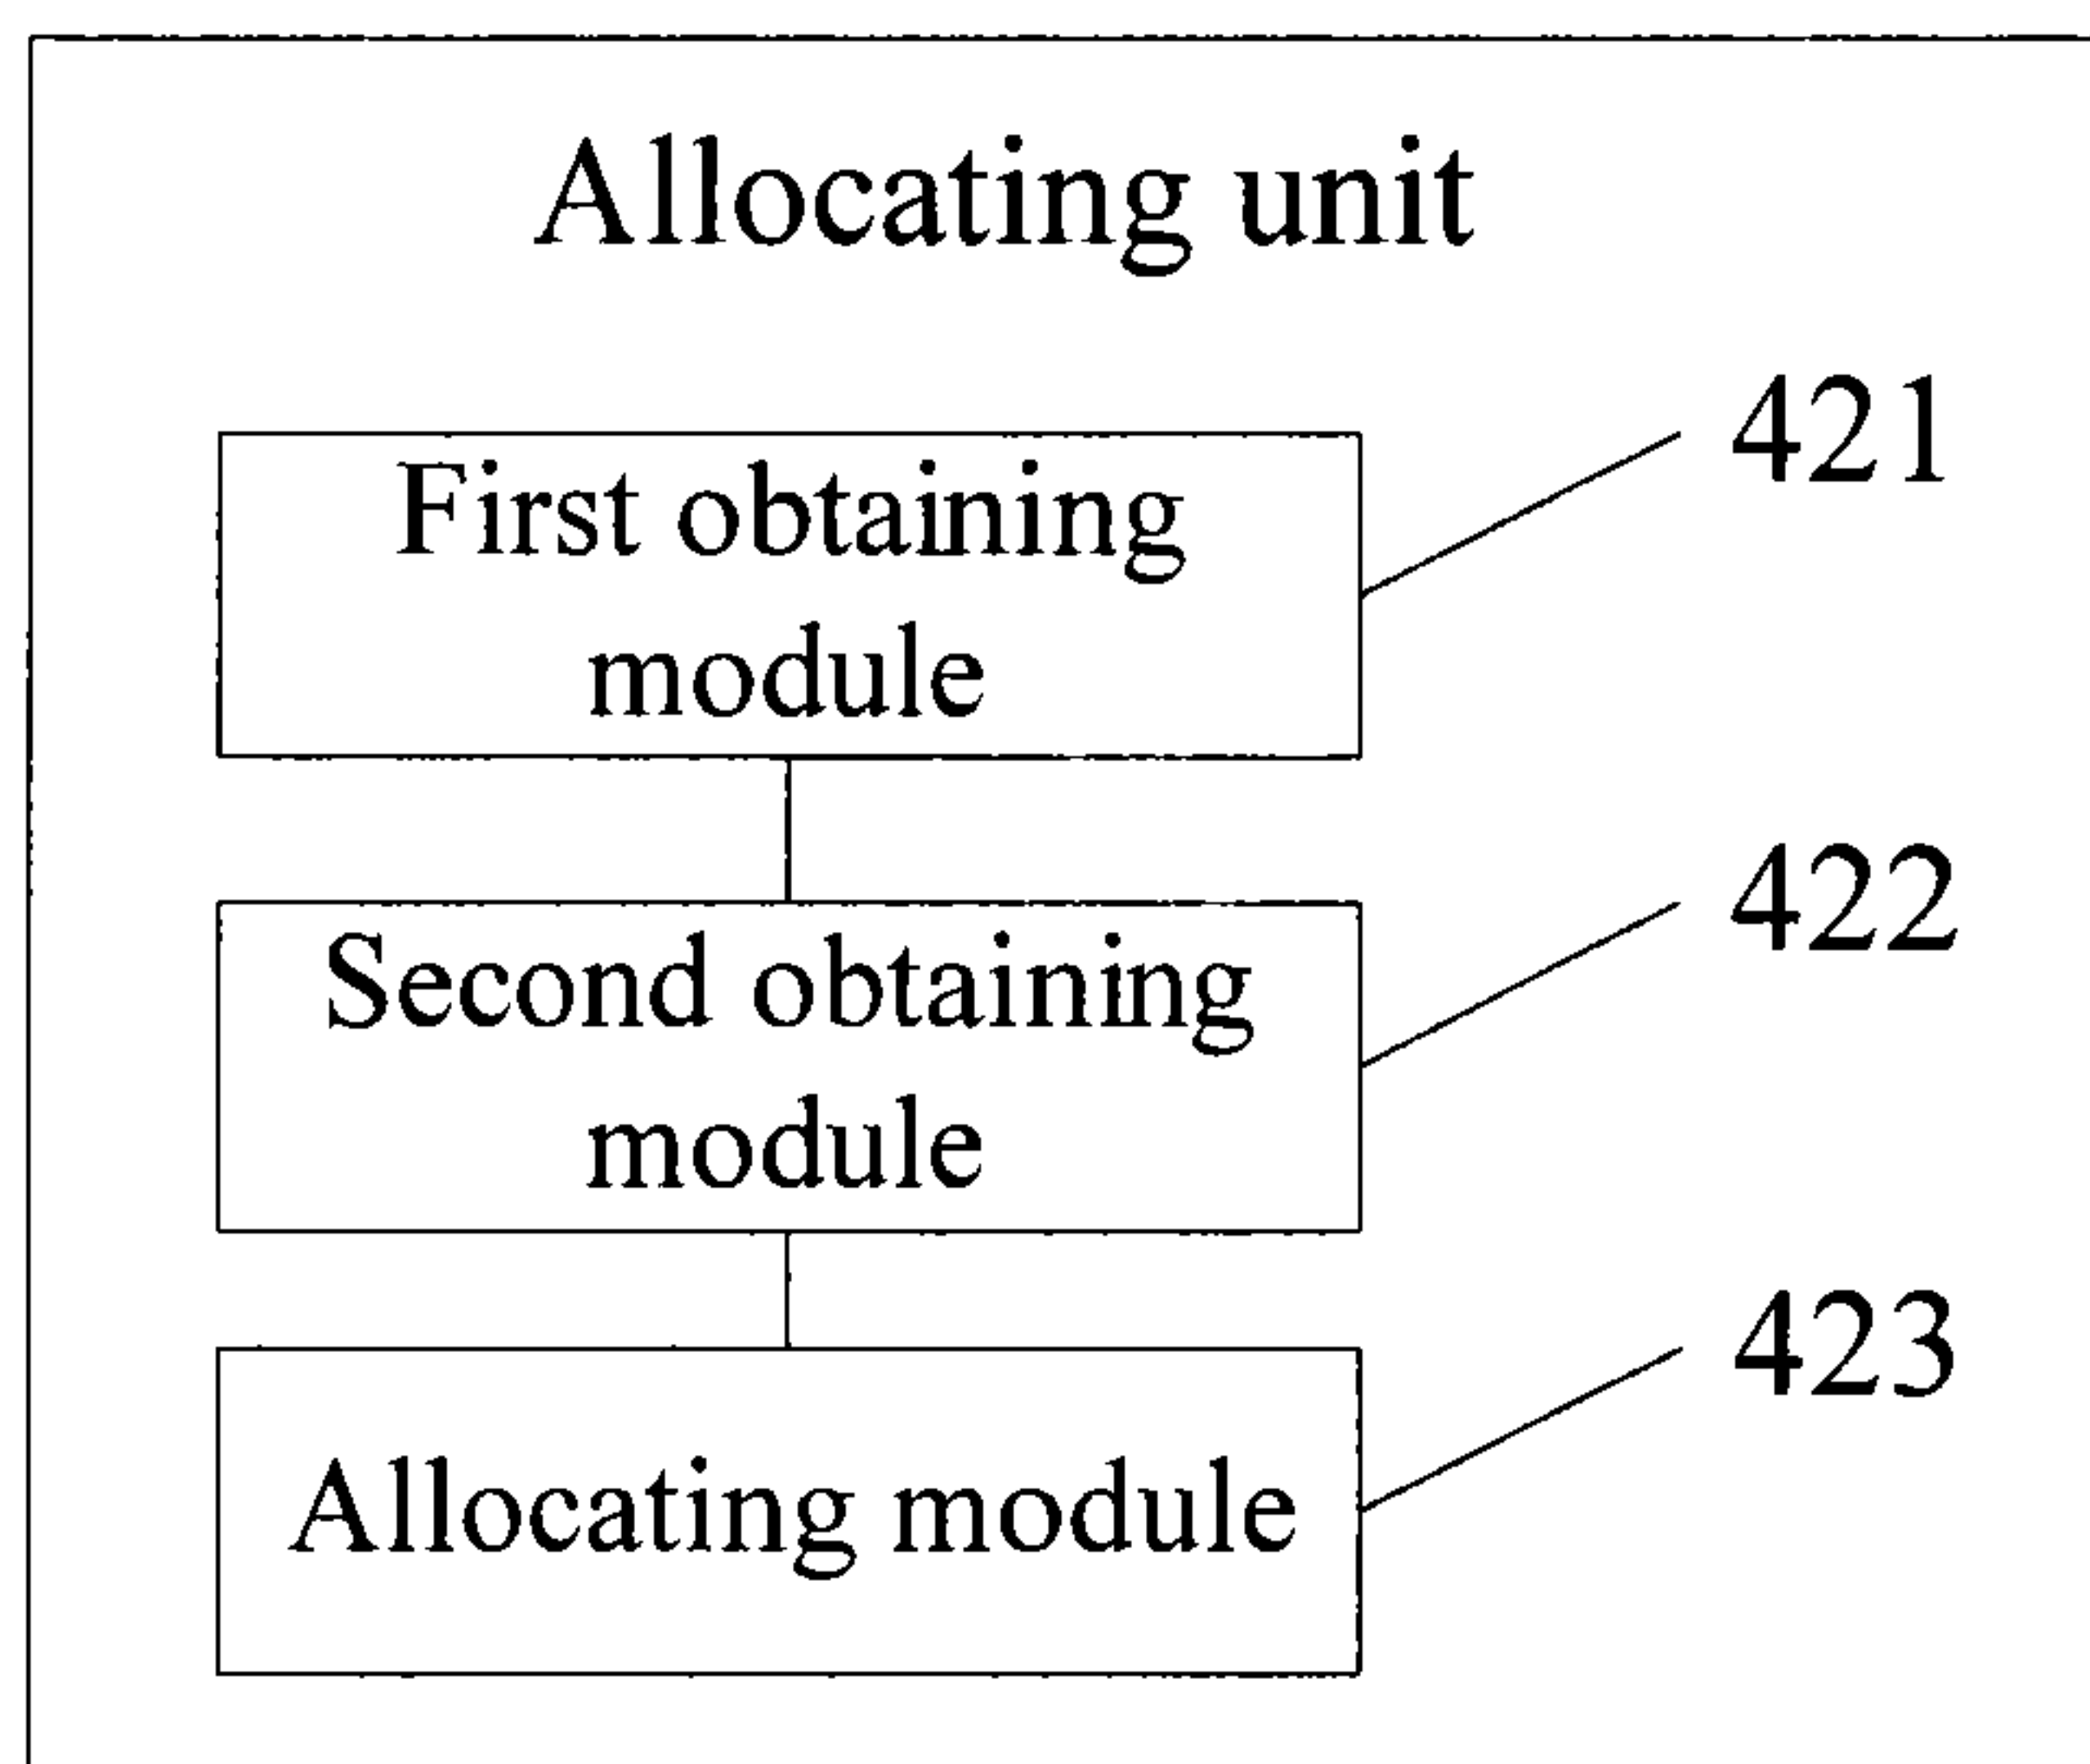 Allocating unit
421
First obtaining
module
422
Second obtaining
module
423
Allocating module